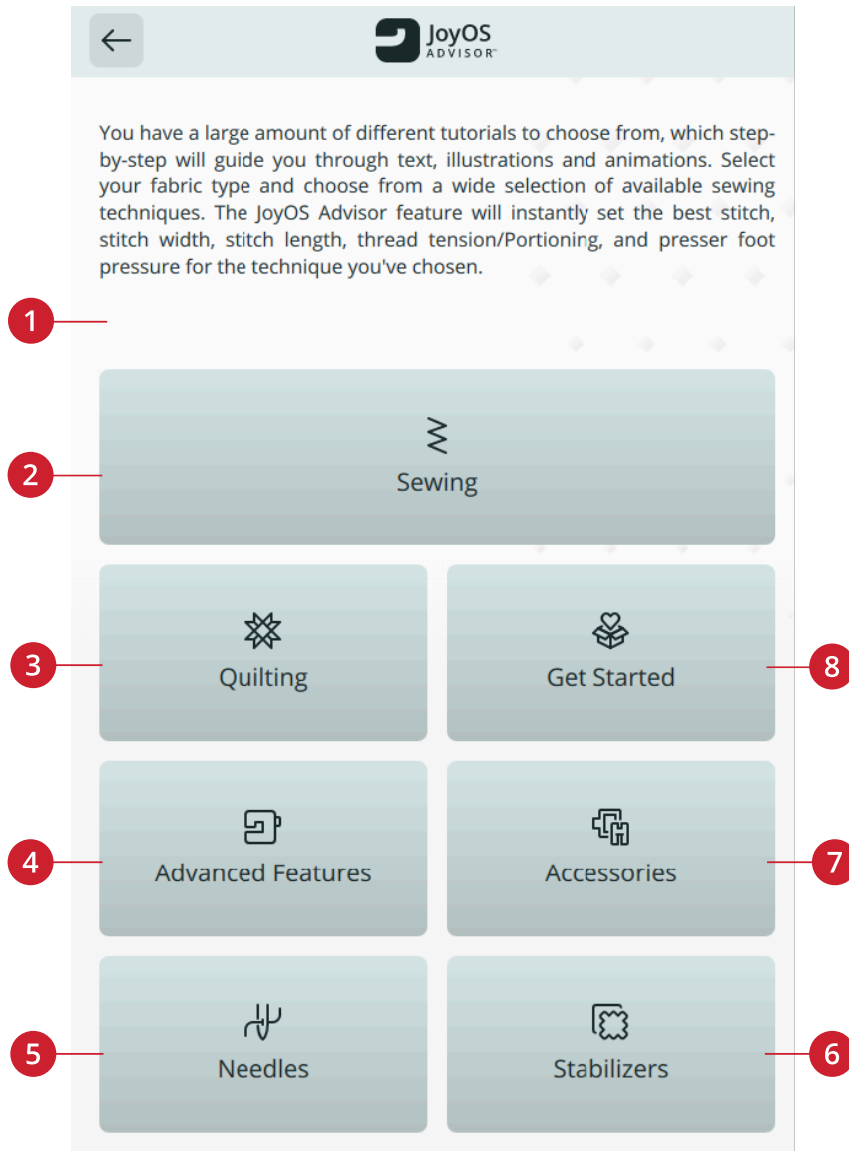 JoyOS
ADVISOR™
You have a large amount of different tutorials to choose from, which step-
by-step will guide you through text, illustrations and animations. Select
your fabric type and choose from a wide selection of available sewing
techniques. The JoyOS Advisor feature will instantly set the best stitch,
stitch width, stitch length, thread tension/Portioning, and presser foot
pressure for the technique you've chosen.
1
2
Sewing
3
Quilting
Get Started
8
4
Advanced Features
Accessories
7
5
Needles
Stabilizers
6